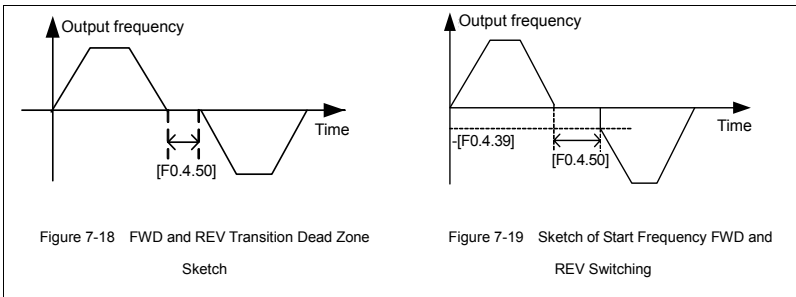 Output frequency
Time
[F0.4.50]
Figure 7-18 FWD and REV Transition Dead Zone
Sketch
Output frequency
Time
-[F0.4.39]
[F0.4.50]
Figure 7-19 Sketch of Start Frequency FWD and
REV Switching